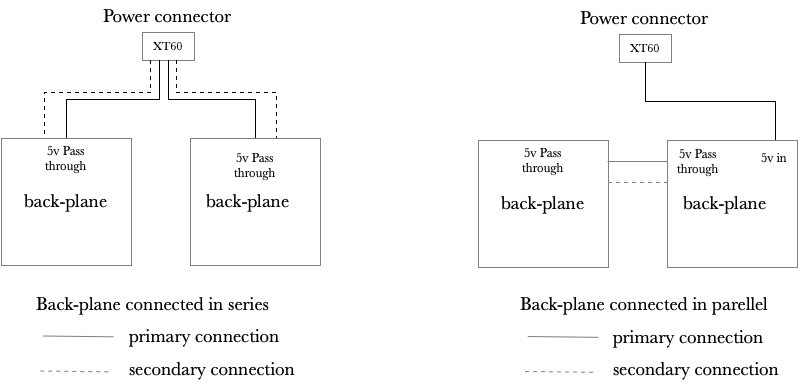 Power connector
XT60
5v Pass
through
back-plane
5v Pass
through
back-plane
Back-plane connected in series
primary connection
secondary connection
Power connector
XT60
5v Pass
through
back-plane
5v Pass
through
5v in
back-plane
Back-plane connected in parellel
primary connection
secondary connection